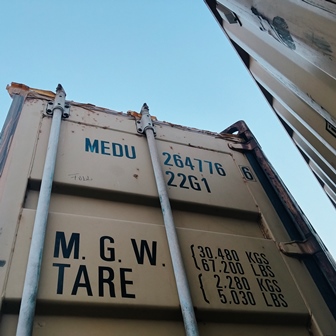 MEDU 264776 6
22G1
M. G. W. { 30.480 KGS
67.200 LBS
TARE { 2.280 KGS
5.030 LBS